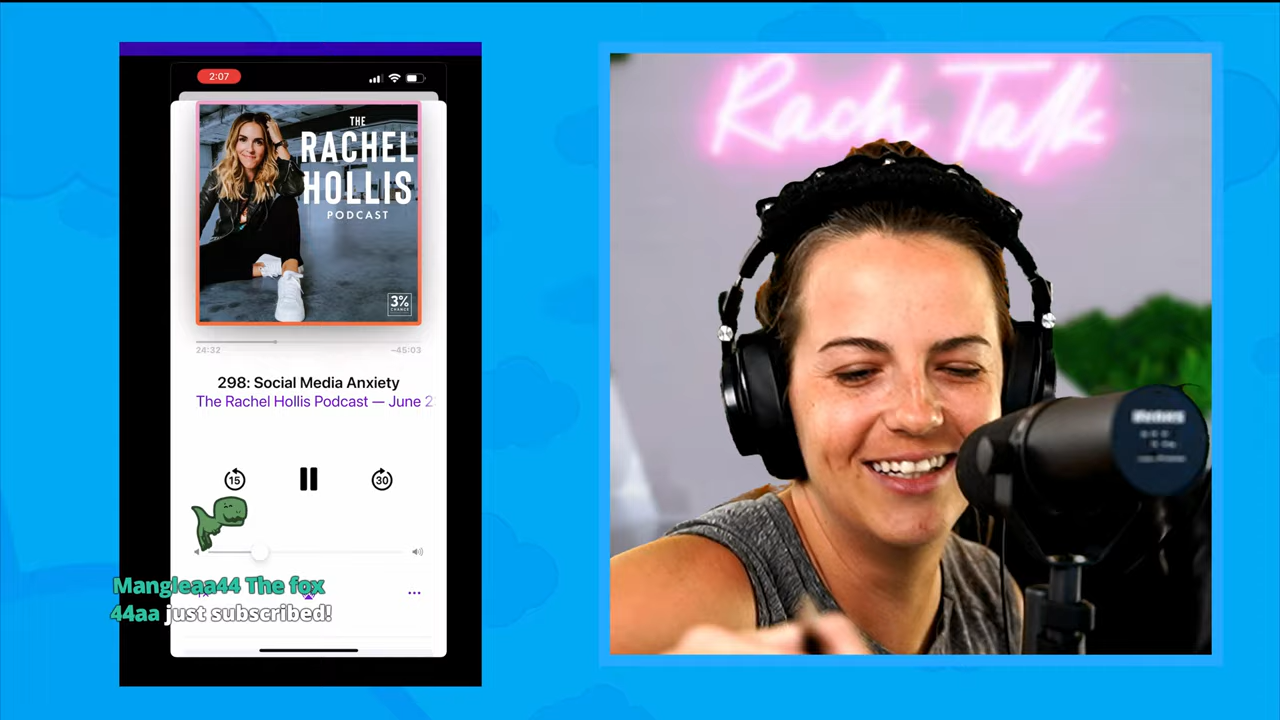 2:07
THE
RACHEL
HOLLIS
PODCAST
3%
CHANCE
24:32
-45:03
298: Social Media Anxiety
The Rachel Hollis Podcast — June 2
15
30
Mangleaa44 The fox
44aa just subscribed!
Rach Talk